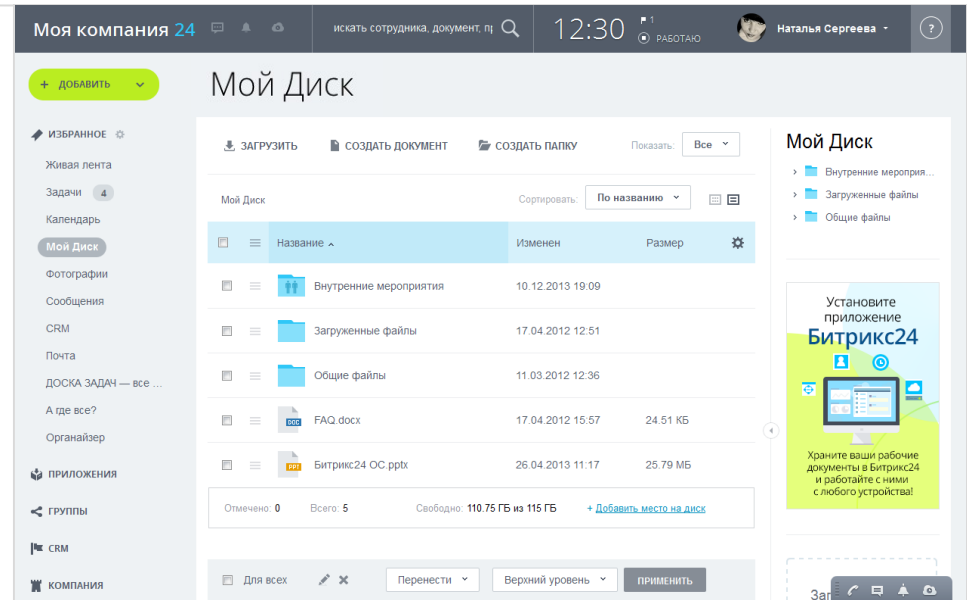 Моя компания 24
искать сотрудника, документ, п
12:30
1
РАБОТАЮ
Наталья Сергеева
?
+ ДОБАВИТЬ
Мой Диск
ИЗБРАННОЕ
Живая лента
Задачи 4
Календарь
Мой Диск
Фотографии
Сообщения
CRM
Почта
ДОСКА ЗАДАЧ — все ...
А где все?
Органайзер
ПРИЛОЖЕНИЯ
ГРУППЫ
CRM
КОМПАНИЯ
ЗАГРУЗИТЬ
СОЗДАТЬ ДОКУМЕНТ
СОЗДАТЬ ПАПКУ
Показать: Все
Мой Диск
Сортировать: По названию
Название Изменен Размер
Внутренние мероприятия 10.12.2013 19:09
Загруженные файлы 17.04.2012 12:51
Общие файлы 11.03.2012 12:36
DOC FAQ.docx 17.04.2012 15:57 24.51 КБ
PPT Битрикс24 ОС.pptx 26.04.2013 11:17 25.79 МБ
Отмечено: 0 Всего: 5 Свободно: 110.75 ГБ из 115 ГБ + Добавить место на диск
Для всех Перенести Верхний уровень ПРИМЕНИТЬ
Мой Диск
Внутренние мероприя...
Загруженные файлы
Общие файлы
Установите
приложение
Битрикс24
Храните ваши рабочие
документы в Битрикс24
и работайте с ними
с любого устройства!